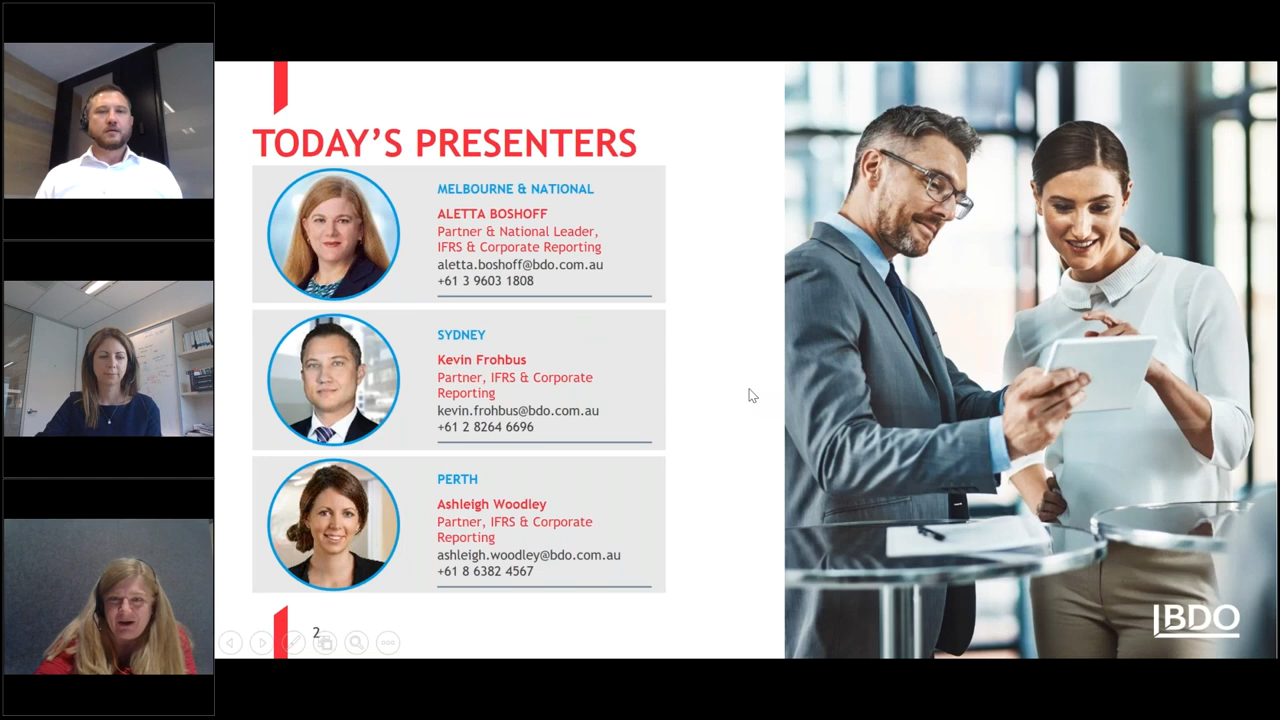 TODAY'S PRESENTERS
MELBOURNE & NATIONAL
ALETTA BOSHOFF
Partner & National Leader,
IFRS & Corporate Reporting
aletta.boshoff@bdo.com.au
+61 3 9603 1808
SYDNEY
Kevin Frohbus
Partner, IFRS & Corporate
Reporting
kevin.frohbus@bdo.com.au
+61 2 8264 6696
PERTH
Ashleigh Woodley
Partner, IFRS & Corporate
Reporting
ashleigh.woodley@bdo.com.au
+61 8 6382 4567
2
BDO